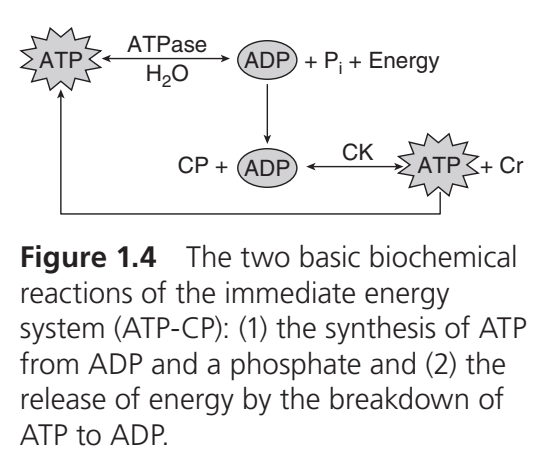 ATPase
ATP ADP + Pi + Energy
H2O
CK
CP + ADP ATP + Cr
Figure 1.4 The two basic biochemical
reactions of the immediate energy
system (ATP-CP): (1) the synthesis of ATP
from ADP and a phosphate and (2) the
release of energy by the breakdown of
ATP to ADP.